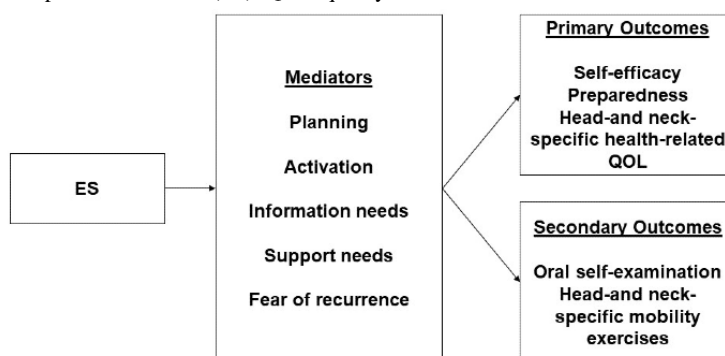 ES
Mediators
Planning
Activation
Information needs
Support needs
Fear of recurrence
Primary Outcomes
Self-efficacy
Preparedness
Head-and neck-
specific health-related
QOL
Secondary Outcomes
Oral self-examination
Head-and neck-
specific mobility
exercises